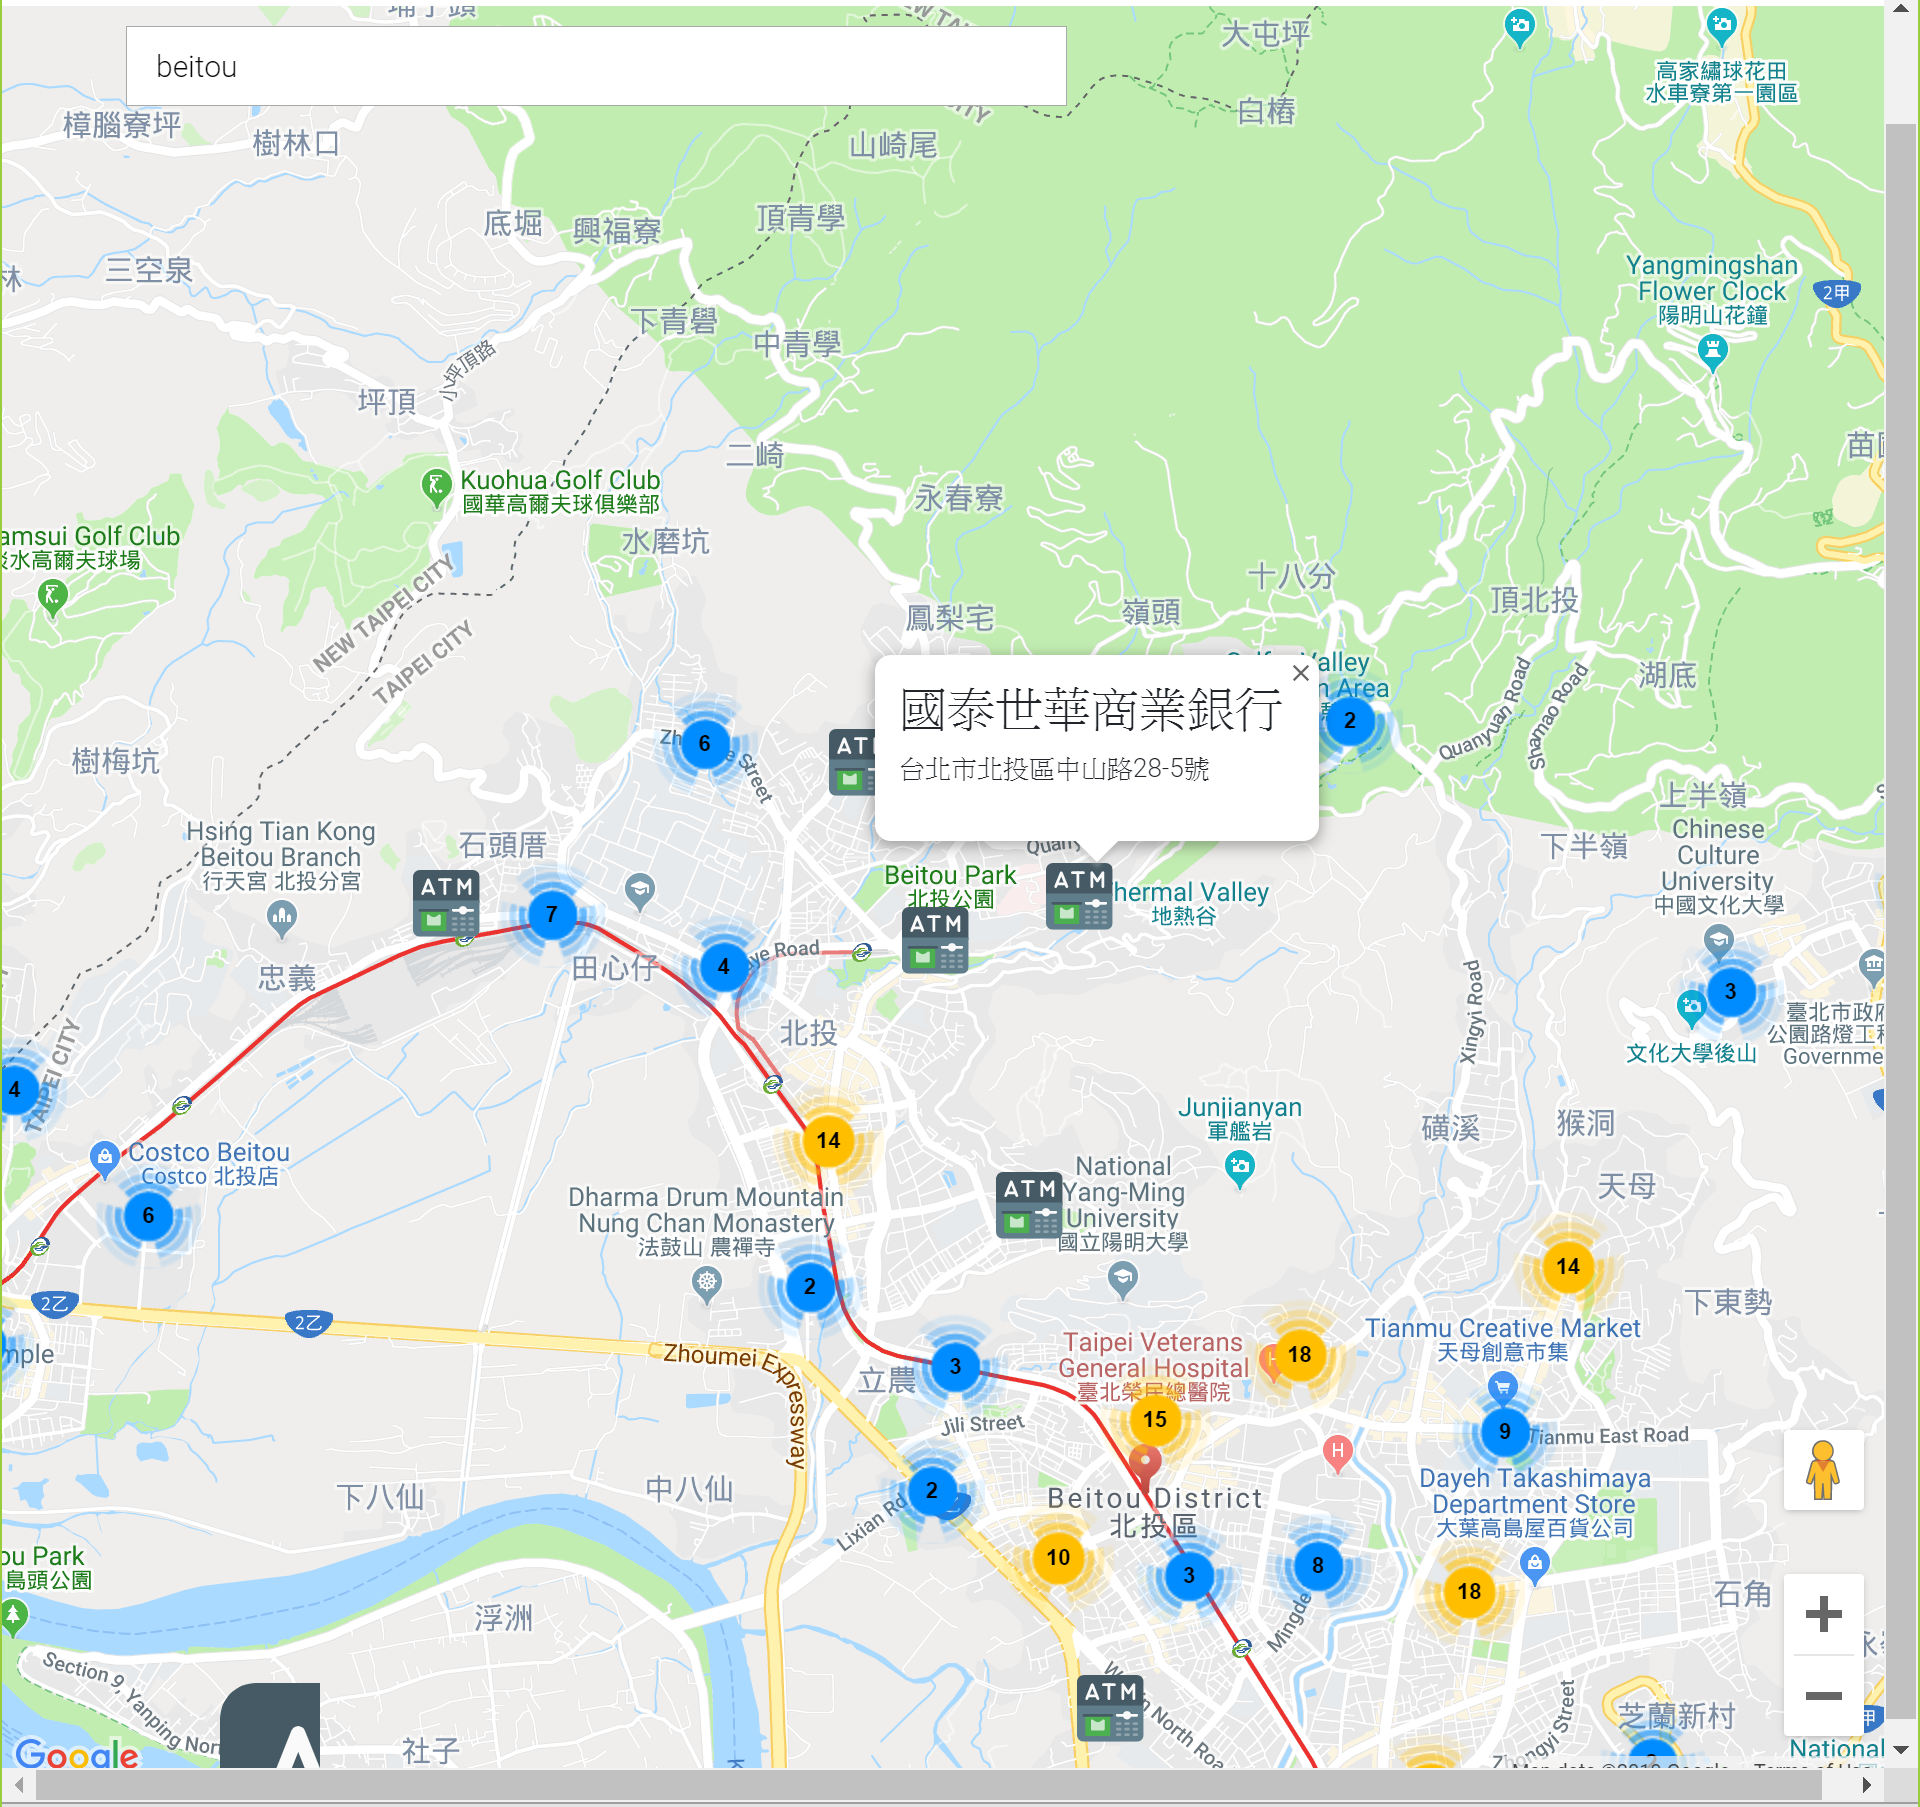 beitou
大屯坪
高家繡球花田
水車寮第一園區
白樁
樟腦寮坪
樹林口
山崎尾
底堀
興福寮
頂青學
三空泉
林
Yangmingshan
Flower Clock
陽明山花鐘
2甲
下青礐
中青學
小坪頂路
坪頂
二崎
Kuohua Golf Club
國華高爾夫球俱樂部
永春寮
amsui Golf Club
水高爾夫球場
水磨坑
NEW TAIPEI CITY
TAIPEI CITY
十八分
嶺頭
頂北投
鳳梨宅
湖底
Quanyuan Road
Shamao Road
國泰世華商業銀行
台北市北投區中山路28-5號
alley
n Area
2
6
Street
ATM
樹梅坑
上半嶺
下半嶺
Hsing Tian Kong
Beitou Branch
行天宮 北投分宮
石頭厝
Chinese
Culture
University
中國文化大學
Beitou Park
北投公園
ATM
7
ATM
ATM
hermal Valley
地熱谷
忠義
田心仔
4
ye Road
3
文化大學後山
臺北市政府
公園路燈工程
Governme
北投
Xingyi Road
TAIPEI CITY
4
Costco Beitou
Costco 北投店
6
14
Junjianyan
軍艦岩
磺溪
猴洞
天母
ATM
National
Yang-Ming
University
國立陽明大學
Dharma Drum Mountain
Nung Chan Monastery
法鼓山 農禪寺
2
14
下東勢
2乙
2乙
mple
Zhoumei Expressway
立農
3
Taipei Veterans
General Hospital
臺北榮民總醫院
H
18
15
Tianmu Creative Market
天母創意市集
Jili Street
9
Tianmu East Road
H
下八仙
中八仙
2
Lixian Rd
Beitou District
北投區
Dayeh Takashimaya
Department Store
大葉高島屋百貨公司
10
3
8
18
石角
ou Park
島頭公園
浮洲
Mingde
Section 9, Yanping Nor
ATM
n North Roa
Zhongyi Street
芝蘭新村
Google
社子
National